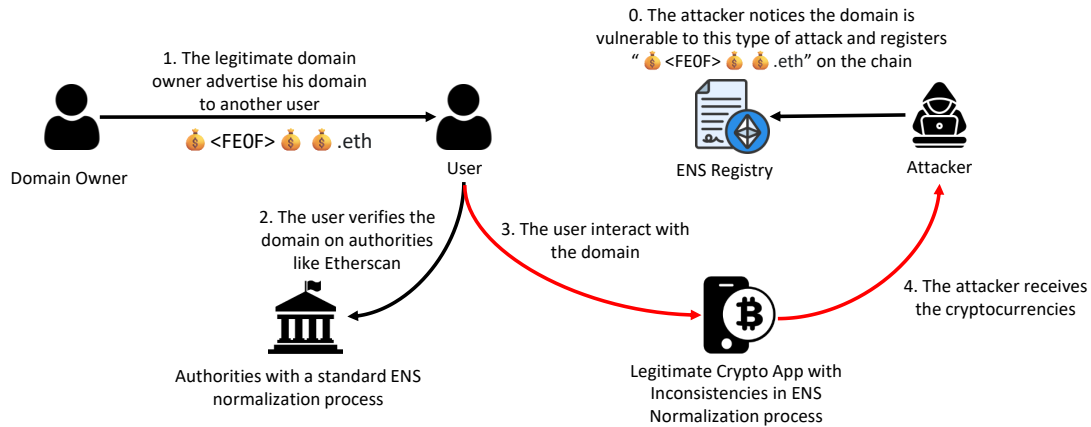 0. The attacker notices the domain is
vulnerable to this type of attack and registers
“ 💰<FE0F>💰 💰.eth” on the chain
1. The legitimate domain
owner advertise his domain
to another user
💰<FE0F>💰 💰.eth
Domain Owner
User
ENS Registry
Attacker
2. The user verifies the
domain on authorities
like Etherscan
3. The user interact with
the domain
4. The attacker receives
the cryptocurrencies
Authorities with a standard ENS
normalization process
Legitimate Crypto App with
Inconsistencies in ENS
Normalization process